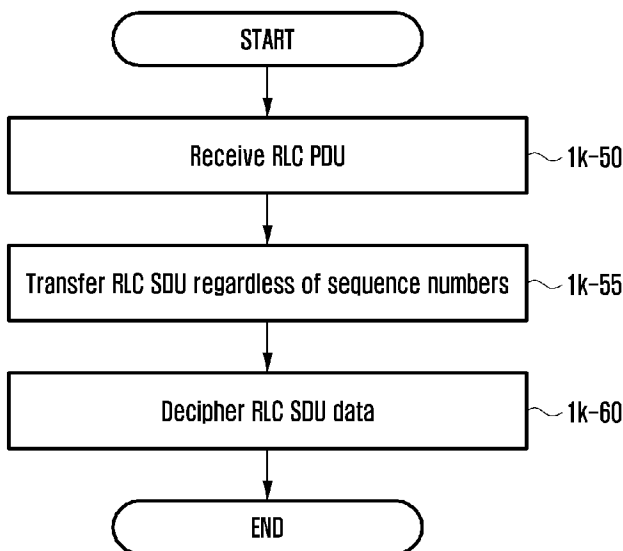 START
Receive RLC PDU
1k-50
Transfer RLC SDU regardless of sequence numbers
1k-55
Decipher RLC SDU data
1k-60
END